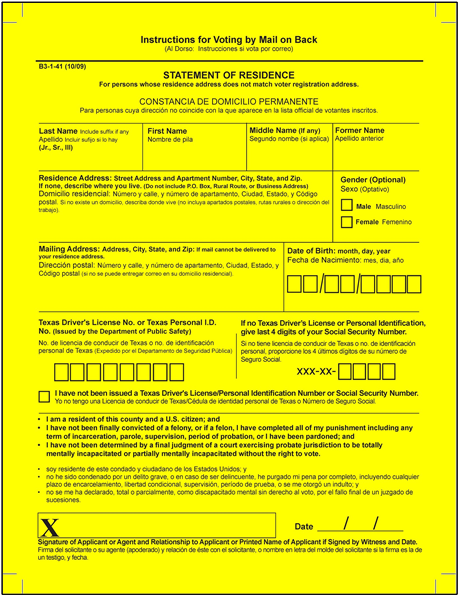 Instructions for Voting by Mail on Back
(Al Dorso: Instrucciones si vota por correo)
B3-1-41 (10/09)
STATEMENT OF RESIDENCE
For persons whose residence address does not match voter registration address.
CONSTANCIA DE DOMICILIO PERMANENTE
Para personas cuya dirección no coincide con la que aparece en la lista official de votantes inscritos.
Last Name Include suffix if any
Apellido Incluir sufijo si lo hay
(Jr., Sr., III)
First Name
Nombre de pila
Middle Name (If any)
Segundo nombre (si aplica)
Former Name
Apellido anterior
Residence Address: Street Address and Apartment Number, City, State, and Zip.
If none, describe where you live. (Do not include P.O. Box, Rural Route, or Business Address)
Domicilio residencial: Número y calle, y número de apartamento, Ciudad, Estado, y Código
postal. Si no existe un domicilio, describa donde vive (no incluya apartados postales, rutas rurales o dirección del
trabajo).
Gender (Optional)
Sexo (Optativo)
Male Masculino
Female Femenino
Mailing Address: Address, City, State, and Zip: If mail cannot be delivered to
your residence address.
Dirección postal: Número y calle, y número de apartamento, Ciudad, Estado, y
Código postal (si no se puede entregar correo en su domicilio residencial).
Date of Birth: month, day, year
Fecha de Nacimiento: mes, dia, año
Texas Driver's License No. or Texas Personal I.D.
No. (Issued by the Department of Public Safety)
No. de licencia de conducir de Texas o no. de identificación
personal de Texas (Expedido por el Departamento de Seguridad Pública)
If no Texas Driver's License or Personal Identification,
give last 4 digits of your Social Security Number.
Si no tiene licencia de conducir de Texas o no. de identificación
personal, proporcione los 4 últimos dígitos de su número de
Seguro Social.
XXX-XX-
I have not been issued a Texas Driver's License/Personal Identification Number or Social Security Number.
Yo no tengo una Licencia de conducir de Texas/Cédula de identidad personal de Texas o Número de Seguro Social.
• I am a resident of this county and a U.S. citizen; and
• I have not been finally convicted of a felony, or if a felon, I have completed all of my punishment including any
term of incarceration, parole, supervision, period of probation, or I have been pardoned; and
• I have not been determined by a final judgment of a court exercising probate jurisdiction to be totally
mentally incapacitated or partially mentally incapacitated without the right to vote.
• soy residente de este condado y ciudadano de los Estados Unidos; y
• no he sido condenado por un delito grave, o en caso de ser delincuente, he purgado mi pena por completo, incluyendo cualquier
plazo de encarcelamiento, libertad condicional, supervisión, período de prueba, o se me otorgó un indulto; y
• no se me ha declarado, total o parcialmente, como discapacitado mental sin derecho al voto, por el fallo final de un juzgado de
sucesiones.
X
Date / /
Signature of Applicant or Agent and Relationship to Applicant or Printed Name of Applicant if Signed by Witness and Date.
Firma del solicitante o su agente (apoderado) y relación de éste con el solicitante, o nombre en letra del molde del solicitante si la firma es la de
un testigo, y fecha.